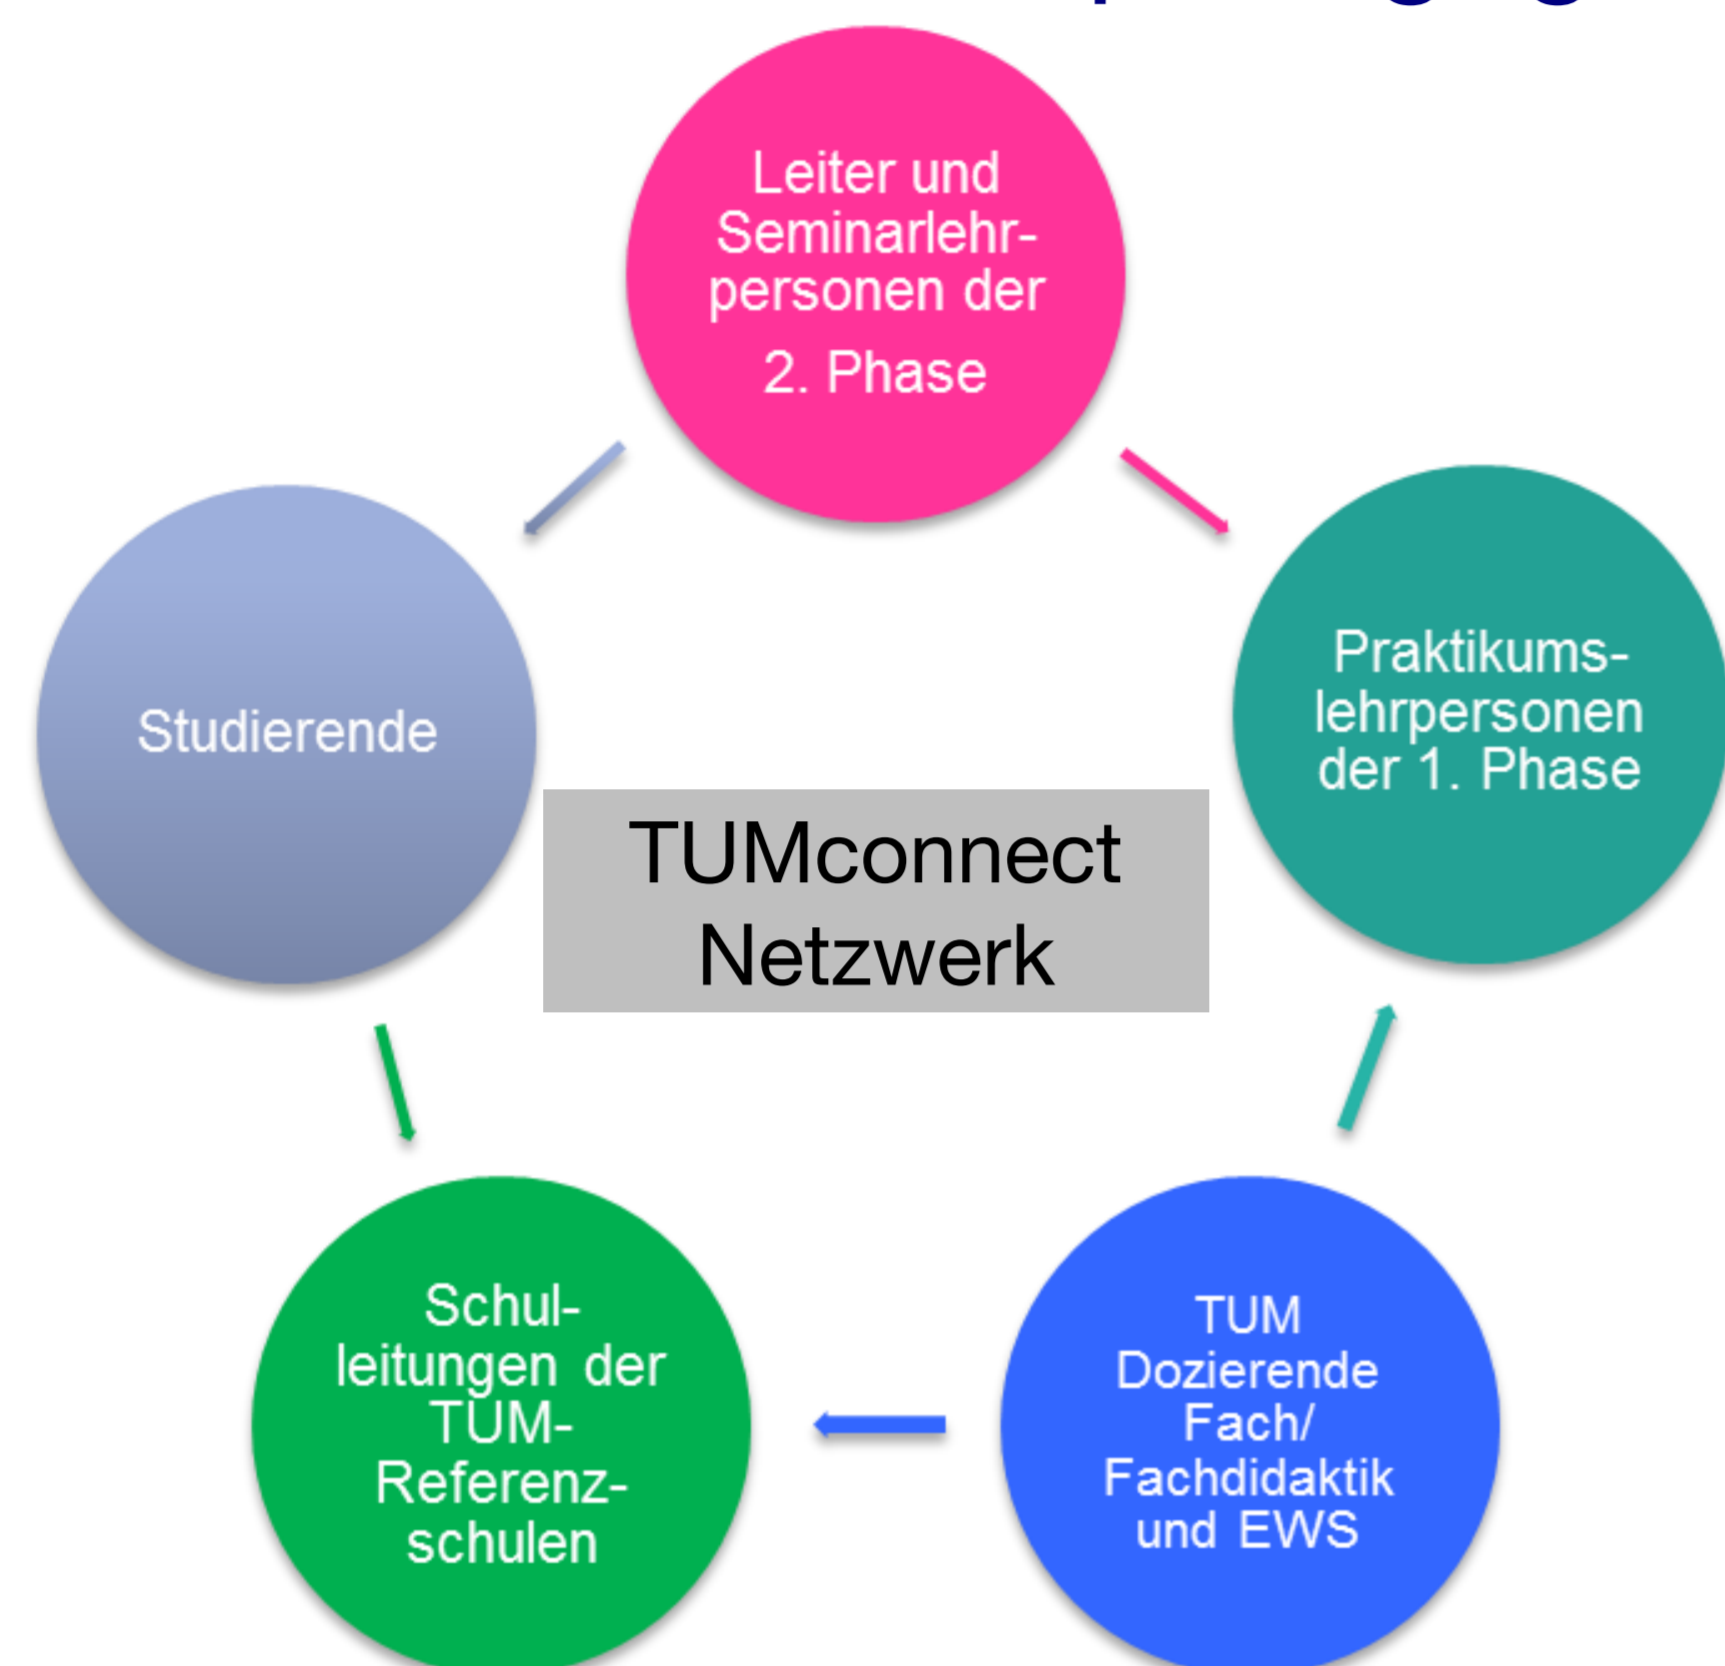 Leiter und
Seminarlehr-
personen der
2. Phase
Praktikums-
lehrpersonen
der 1. Phase
Studierende
TUMconnect
Netzwerk
Schul-
leitungen der
TUM-
Referenz-
schulen
TUM
Dozierende
Fach/
Fachdidaktik
und EWS